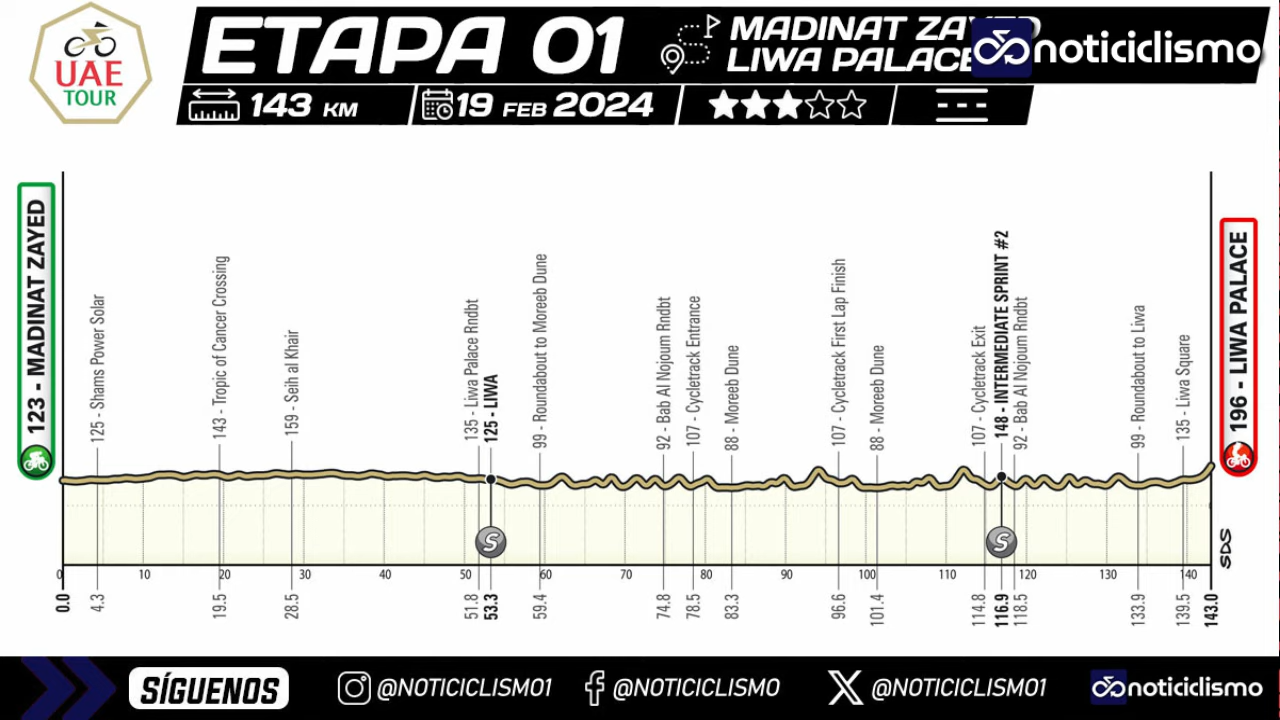 UAE
TOUR
ETAPA 01
MADINAT ZAYED
LIWA PALACE
noticiclismo
143 KM
19 FEB 2024
123 - MADINAT ZAYED
125 - Shams Power Solar
143 - Tropic of Cancer Crossing
159 - Seih al Khair
135 - Liwa Palace Rndbt
125 - LIWA
99 - Roundabout to Moreeb Dune
92 - Bab Al Nojoum Rndbt
107 - Cycletrack Entrance
88 - Moreeb Dune
107 - Cycletrack First Lap Finish
88 - Moreeb Dune
107 - Cycletrack Exit
148 - INTERMEDIATE SPRINT #2
92 - Bab Al Nojoum Rndbt
99 - Roundabout to Liwa
135 - Liwa Square
196 - LIWA PALACE
S
S
SDS
0 10 20 30 40 50 60 70 80 90 100 110 120 130 140
0.0 4.3 19.5 28.5 51.8 53.3 59.4 74.8 78.5 83.3 96.6 101.4 114.8 116.9 118.5 133.9 139.5 143.0
SÍGUENOS @NOTICICLISMO1 @NOTICICLISMO @NOTICICLISMO1 noticiclismo